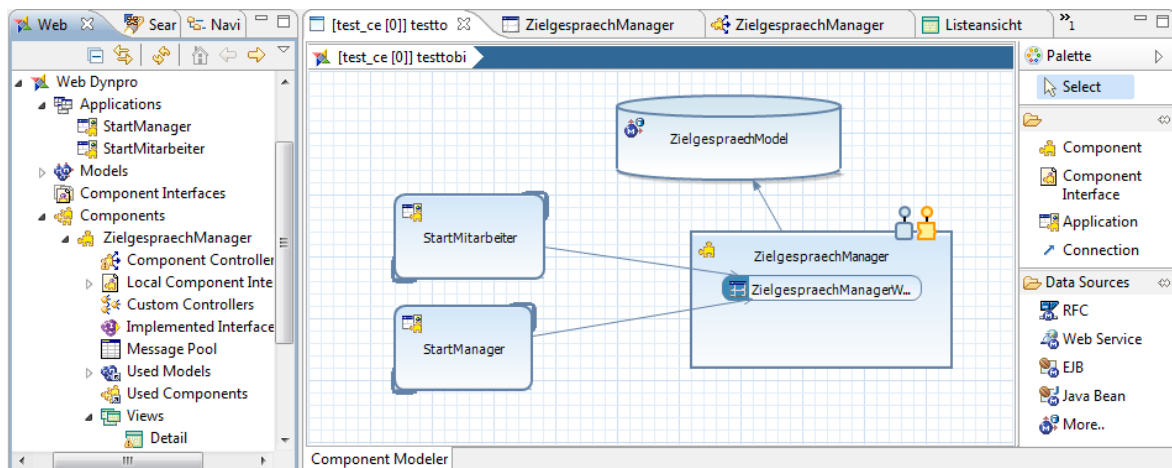 Web
Sear
Navi
Web Dynpro
Applications
StartManager
StartMitarbeiter
Models
Component Interfaces
Components
ZielgespraechManager
Component Controller
Local Component Inte
Custom Controllers
Implemented Interface
Message Pool
Used Models
Used Components
Views
Detail
[test_ce [0]] testto
ZielgespraechManager
ZielgespraechManager
Listeansicht
»1
[test_ce [0]] testtobi
ZielgespraechModel
StartMitarbeiter
ZielgespraechManager
ZielgespraechManagerW...
StartManager
Component Modeler
Palette
Select
Component
Component
Interface
Application
Connection
Data Sources
RFC
Web Service
EJB
Java Bean
More..